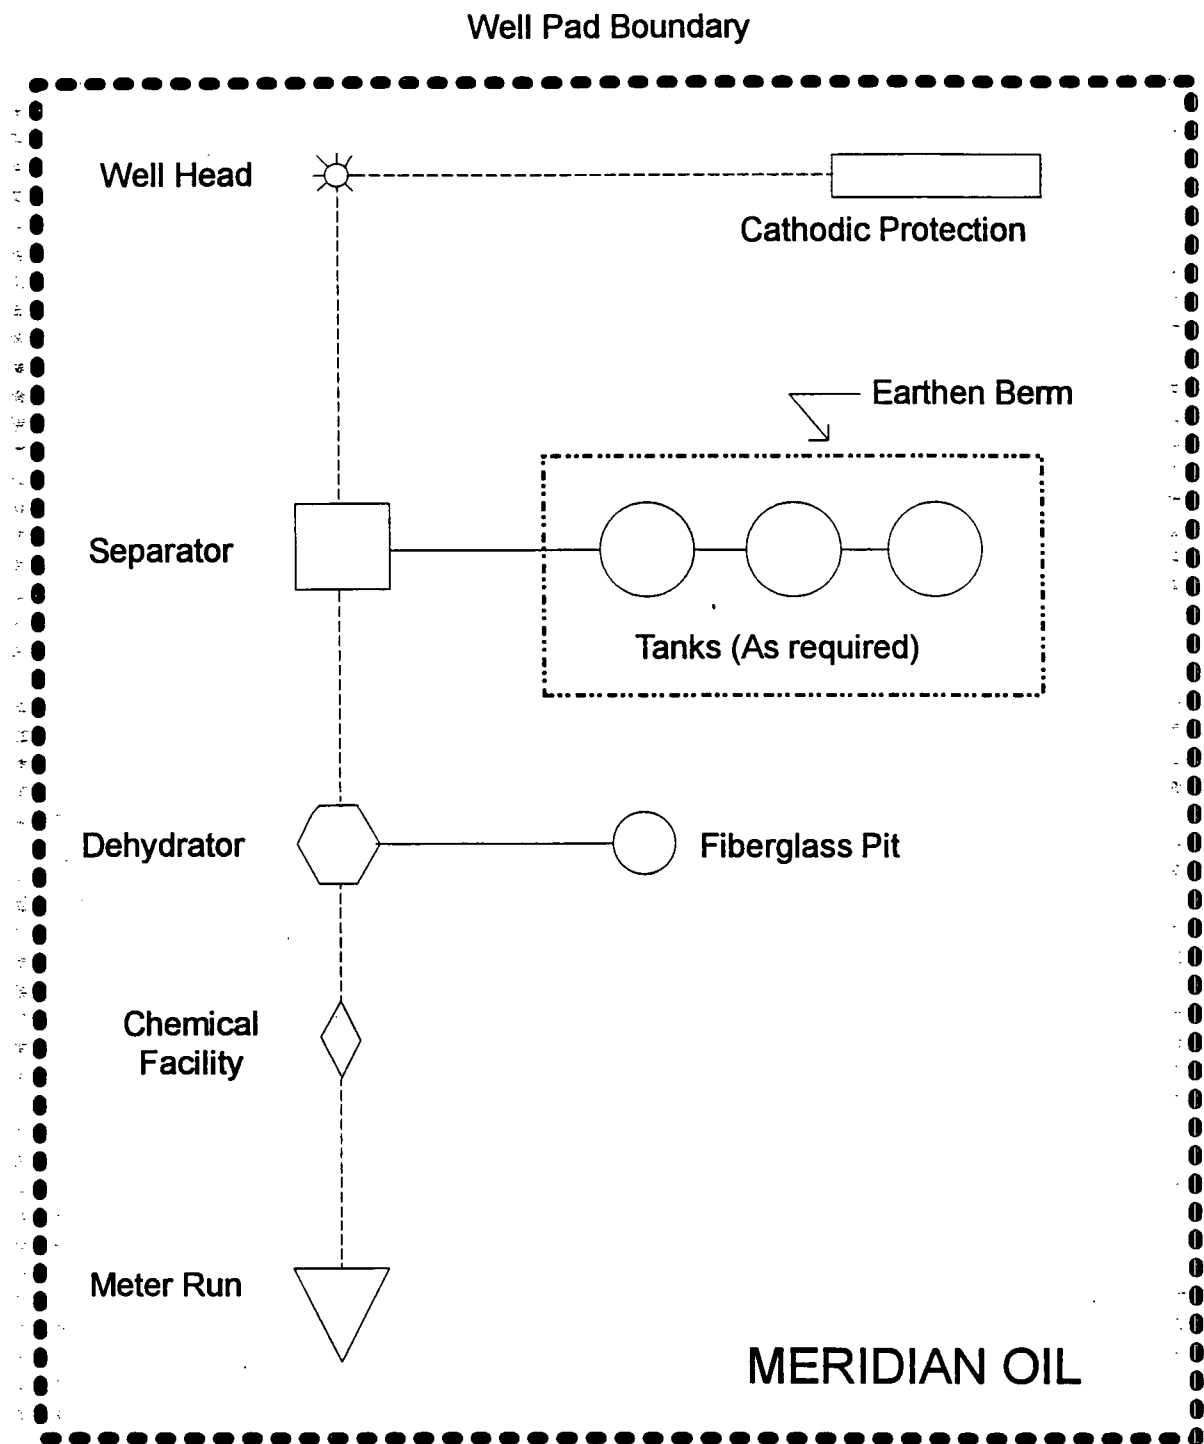 Well Pad Boundary
Well Head
Cathodic Protection
Earthen Berm
Separator
Tanks (As required)
Dehydrator
Fiberglass Pit
Chemical
Facility
Meter Run
MERIDIAN OIL